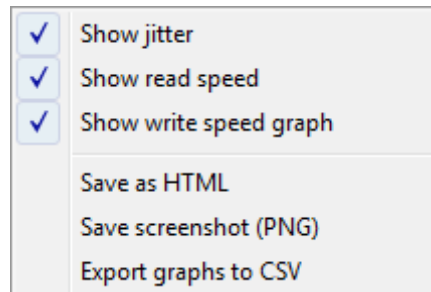 Show jitter
Show read speed
Show write speed graph
Save as HTML
Save screenshot (PNG)
Export graphs to CSV